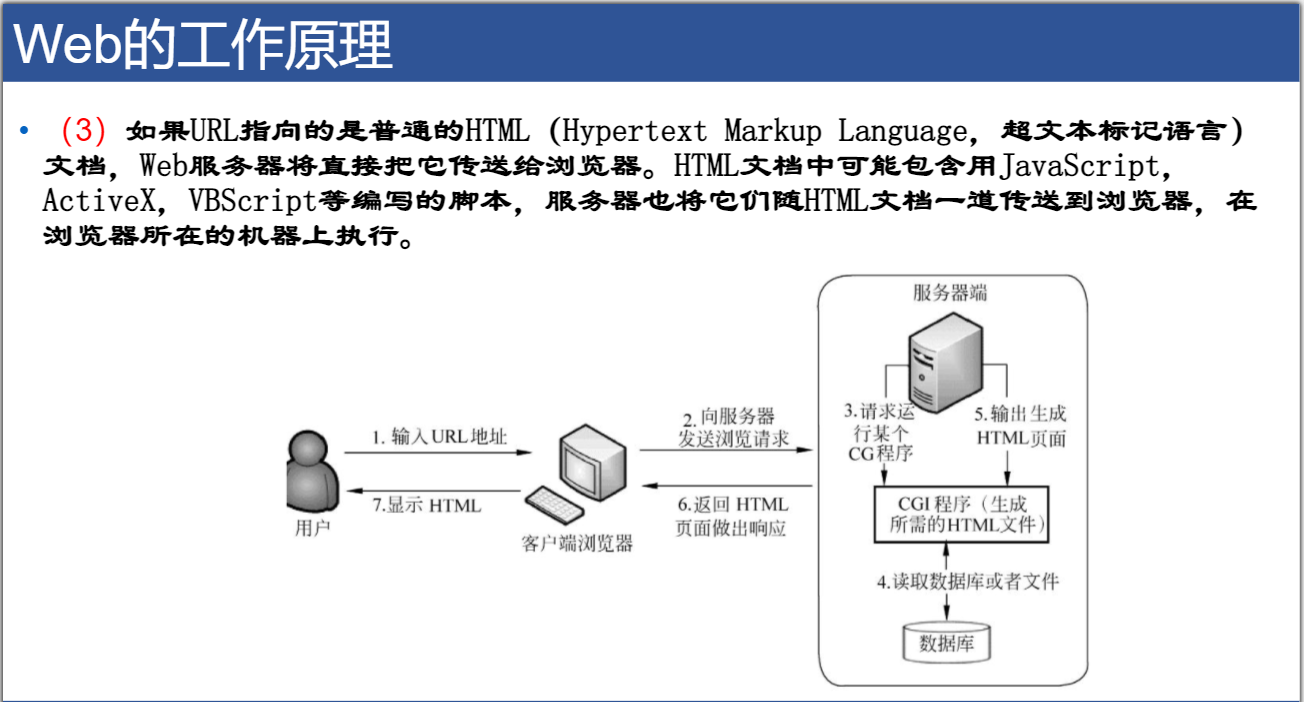 Web的工作原理
• （3）如果URL指向的是普通的HTML（Hypertext Markup Language，超文本标记语言）
文档，Web服务器将直接把它传送给浏览器。HTML文档中可能包含用JavaScript，
ActiveX，VBScript等编写的脚本，服务器也将它们随HTML文档一道传送到浏览器，在
浏览器所在的机器上执行。
服务器端
3.请求运
行某个
CG程序
5.输出生成
HTML页面
1. 输入URL地址
2.向服务器
发送浏览请求
7.显示 HTML
6.返回 HTML
页面做出响应
用户
客户端浏览器
CGI程序（生成
所需的HTML文件）
4.读取数据库或者文件
数据库